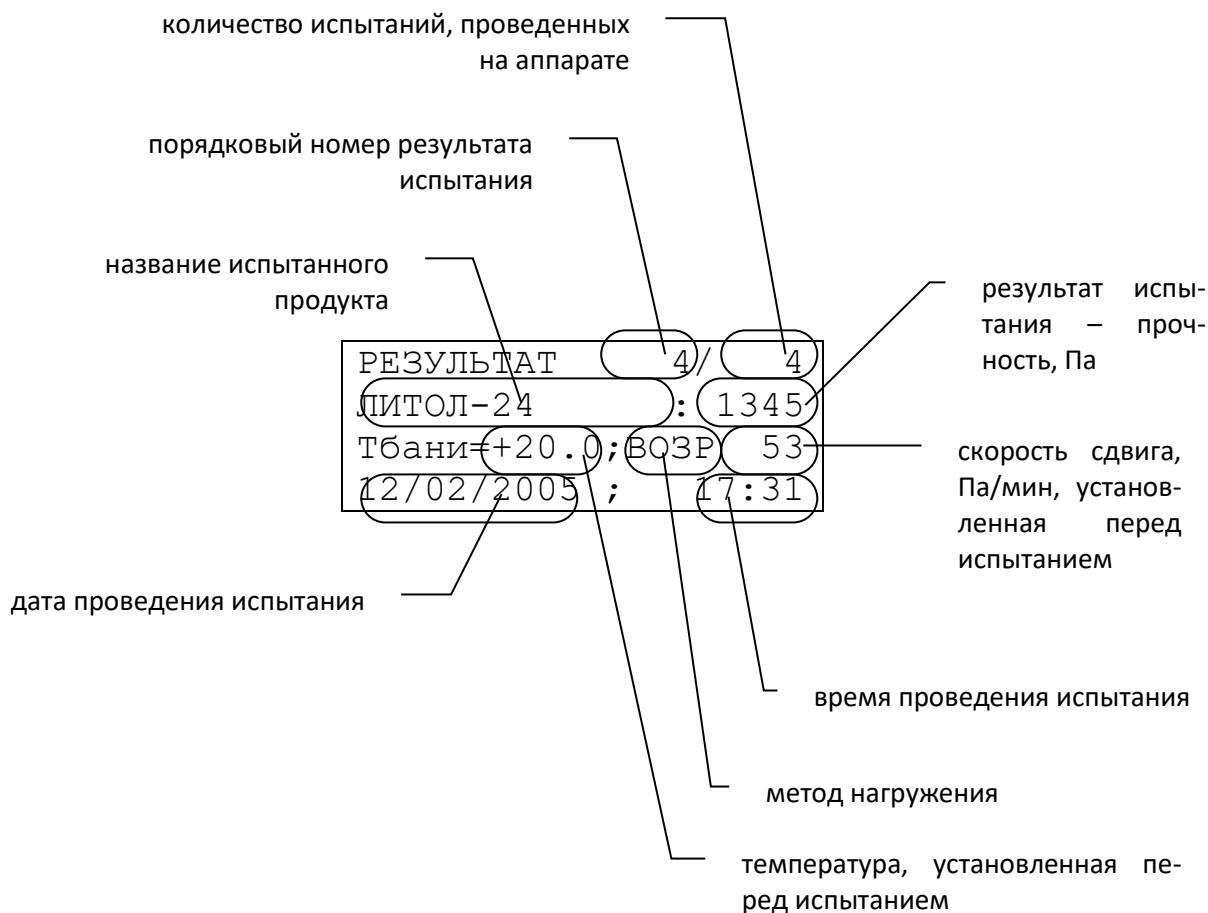 количество испытаний, проведенных
на аппарате
порядковый номер результата
испытания
название испытанного
продукта
результат испы-
тания – проч-
ность, Па
РЕЗУЛЬТАТ 4/ 4
ЛИТОЛ-24 : 1345
Тбани=+20.0;ВОЗР 53
12/02/2005 ; 17:31
скорость сдвига,
Па/мин, установ-
ленная перед
испытанием
дата проведения испытания
время проведения испытания
метод нагружения
температура, установленная пе-
ред испытанием